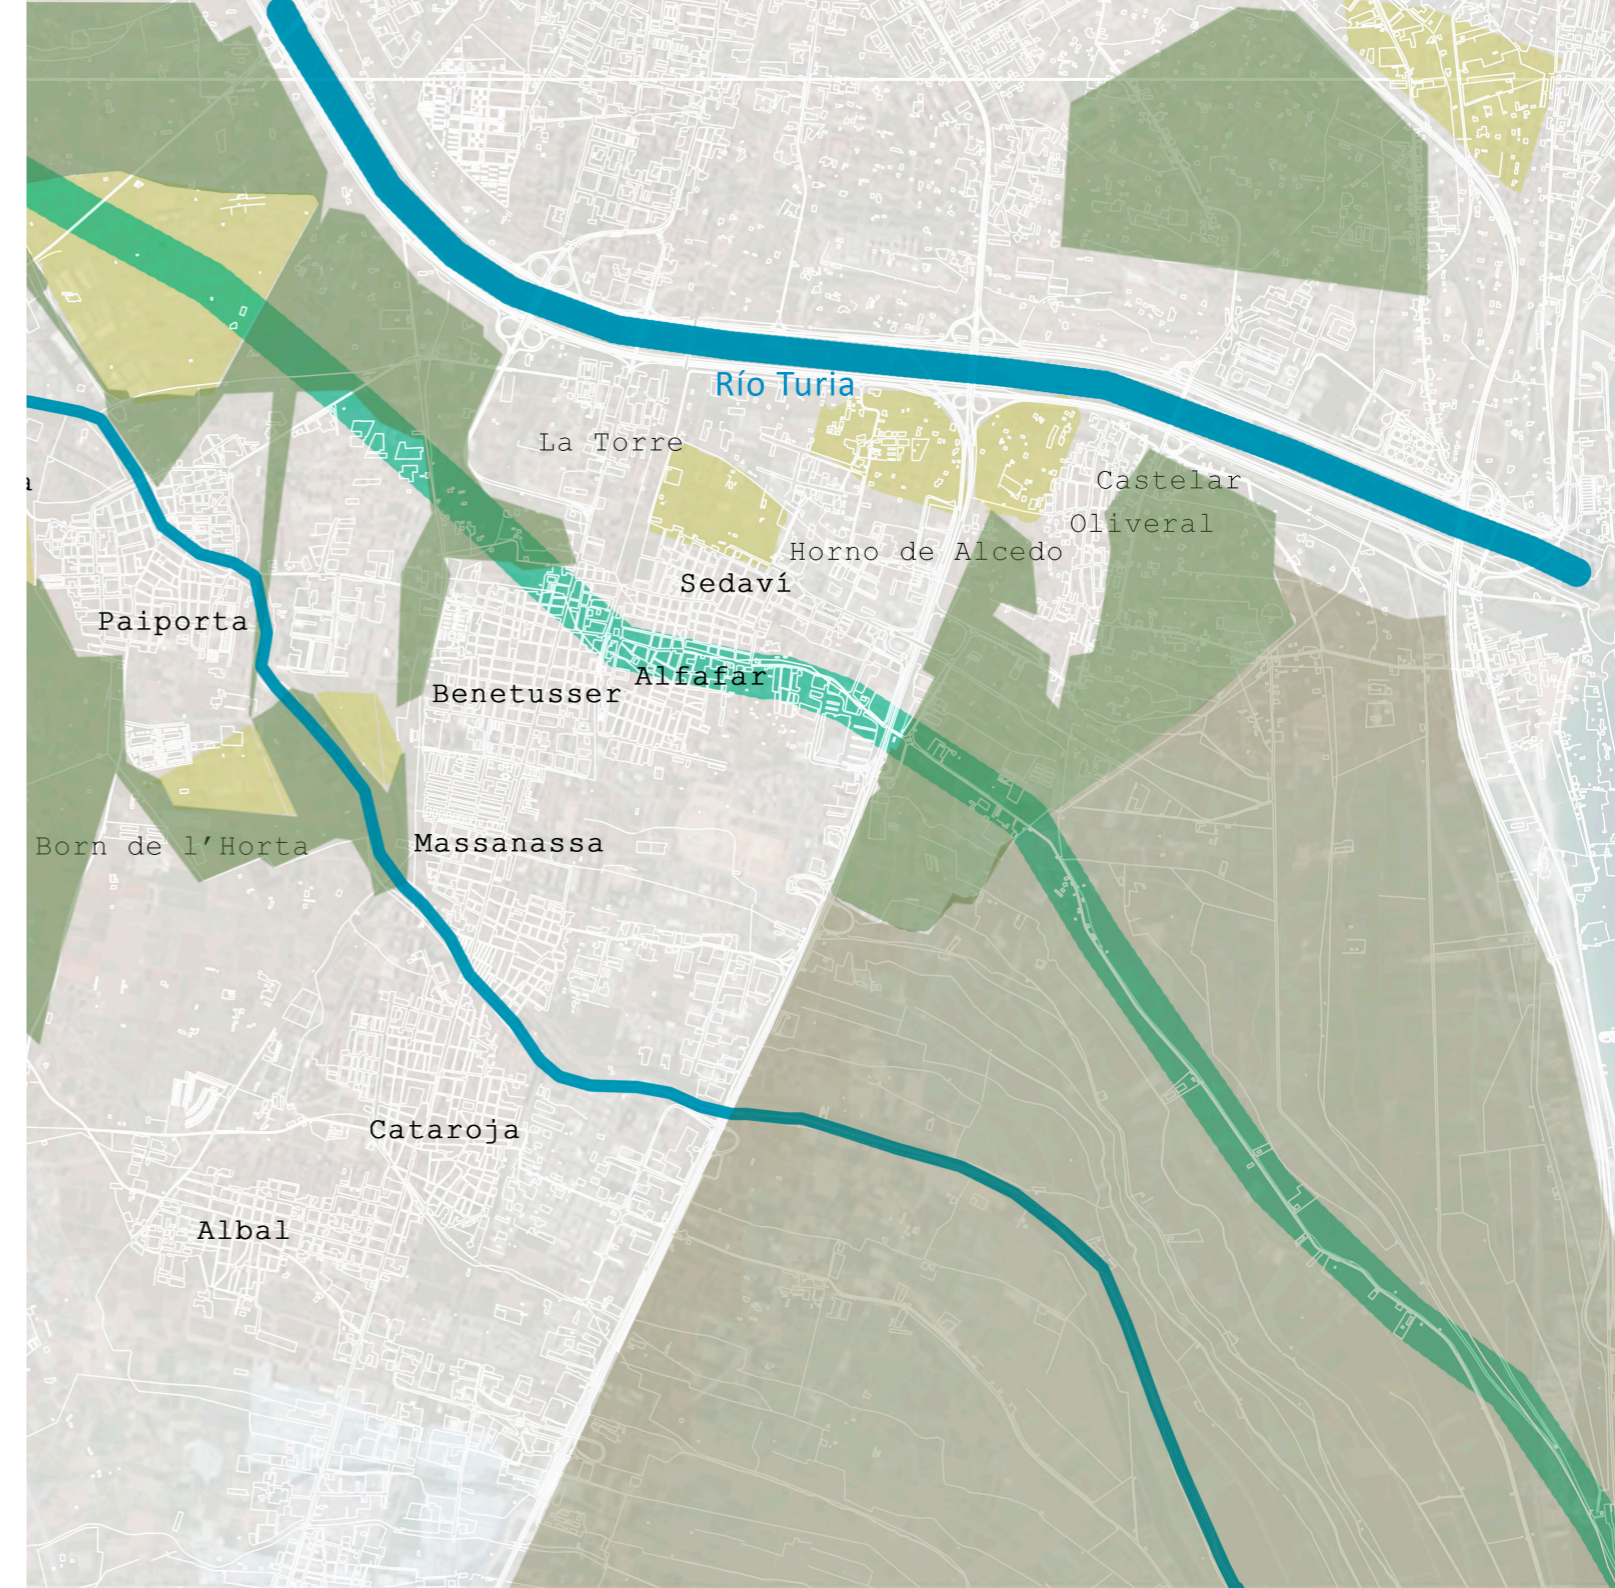 Río Turia
La Torre
Castelar
Oliveral
a
Horno de Alcedo
Sedaví
Paiporta
Alfafar
Benetusser
Born de l’Horta
Massanassa
Cataroja
Albal